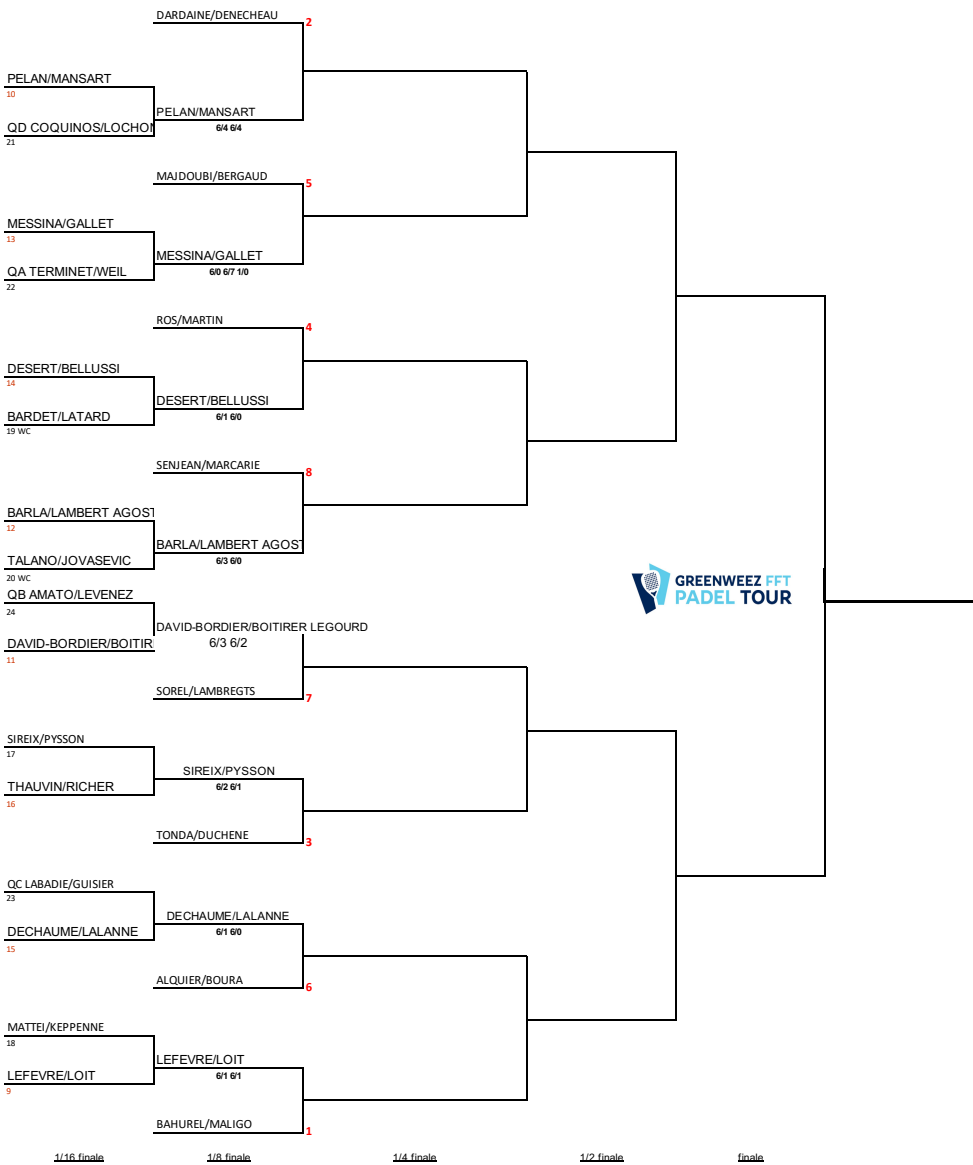 DARDAINE/DENECHEAU
2
PELAN/MANSART
10
PELAN/MANSART
6/4 6/4
QD COQUINOS/LOCHON
21
MAJDOUBI/BERGAUD
5
MESSINA/GALLET
13
MESSINA/GALLET
6/0 6/7 1/0
QA TERMINET/WEIL
22
ROS/MARTIN
4
DESERT/BELLUSSI
14
DESERT/BELLUSSI
6/1 6/0
BARDET/LATARD
19 WC
SENJEAN/MARCARIE
8
BARLA/LAMBERT AGOST
12
BARLA/LAMBERT AGOST
6/3 6/0
TALANO/JOVASEVIC
20 WC
GREENWEEZ FFT
PADEL TOUR
QB AMATO/LEVENEZ
24
DAVID-BORDIER/BOITIRER LEGOURD
6/3 6/2
DAVID-BORDIER/BOITIR
11
SOREL/LAMBREGTS
7
SIREIX/PYSSON
17
SIREIX/PYSSON
6/2 6/1
THAUVIN/RICHER
16
TONDA/DUCHENE
3
QC LABADIE/GUISIER
23
DECHAUME/LALANNE
6/1 6/0
DECHAUME/LALANNE
15
ALQUIER/BOURA
6
MATTEI/KEPPENNE
18
LEFEVRE/LOIT
6/1 6/1
LEFEVRE/LOIT
9
BAHUREL/MALIGO
1
1/16 finale 1/8 finale 1/4 finale 1/2 finale finale